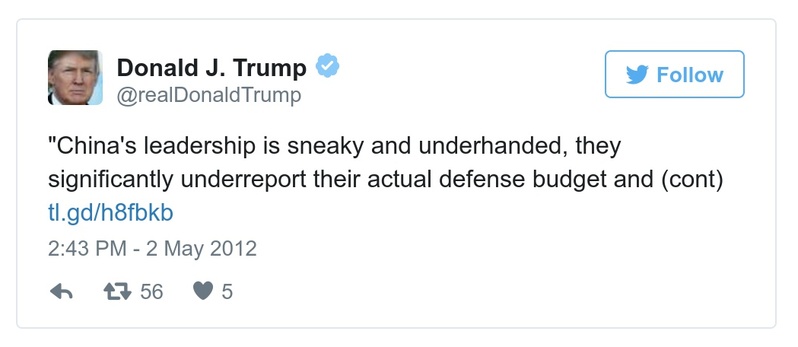 Donald J. Trump
@realDonaldTrump
Follow
"China's leadership is sneaky and underhanded, they
significantly underreport their actual defense budget and (cont)
tl.gd/h8fbkb
2:43 PM - 2 May 2012
56 5